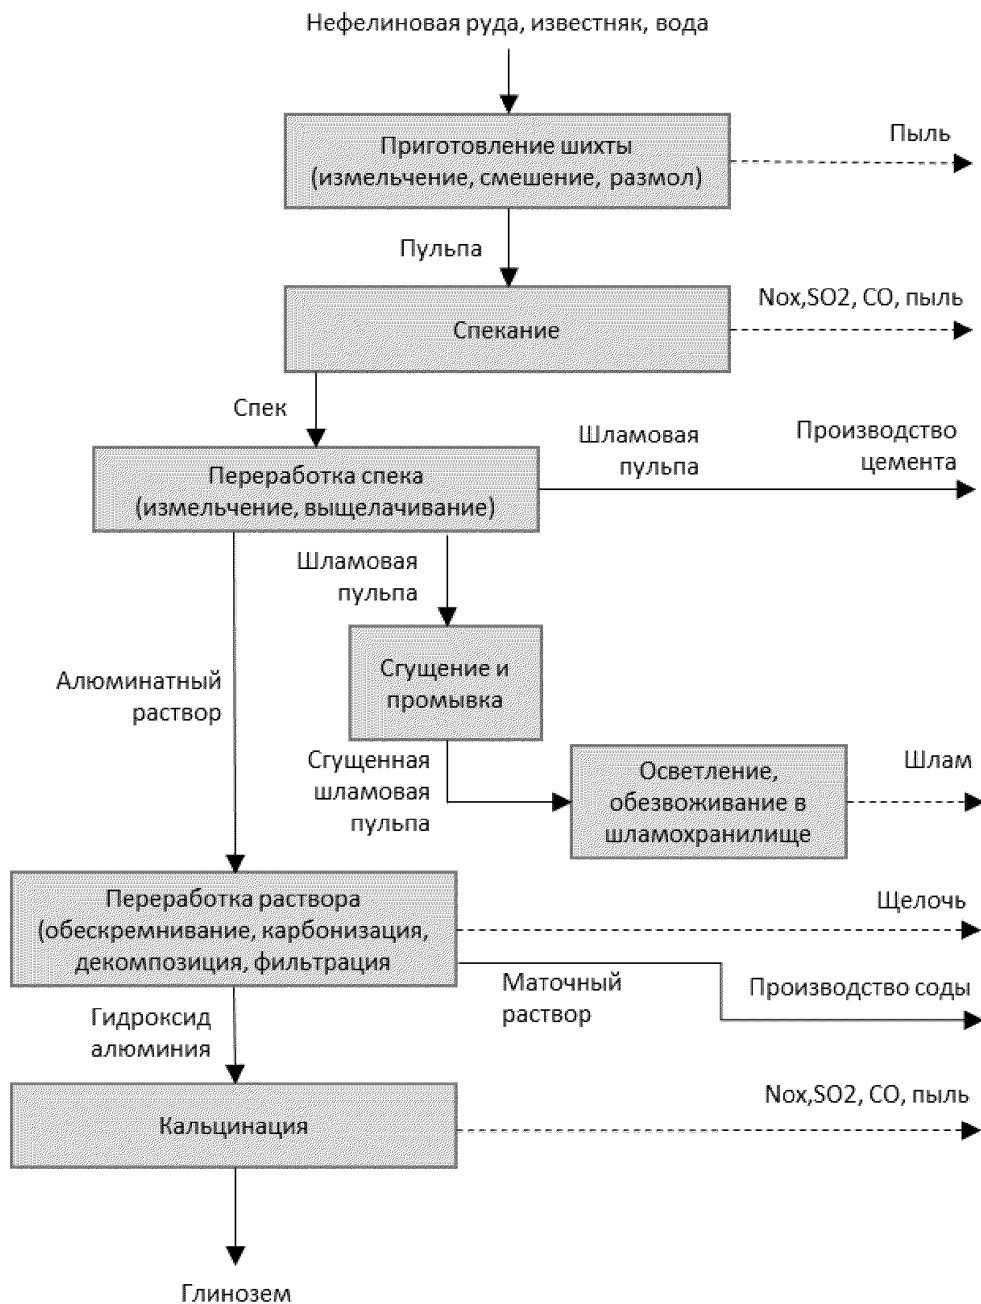 Нефелиновая руда, известняк, вода
Приготовление шихты
(измельчение, смешение, размол)
Пыль
Пульпа
Nox,SO2, CO, пыль
Спекание
Спек
Шламовая
пульпа
Производство
цемента
Переработка спека
(измельчение, выщелачивание)
Шламовая
пульпа
Сгущение и
промывка
Алюминатный
раствор
Сгущенная
шламовая
пульпа
Осветление,
обезвоживание в
шламохранилище
Шлам
Переработка раствора
(обескремнивание, карбонизация,
декомпозиция, фильтрация
Щелочь
Маточный
раствор
Производство соды
Гидроксид
алюминия
Кальцинация
Nox,SO2, CO, пыль
Глинозем